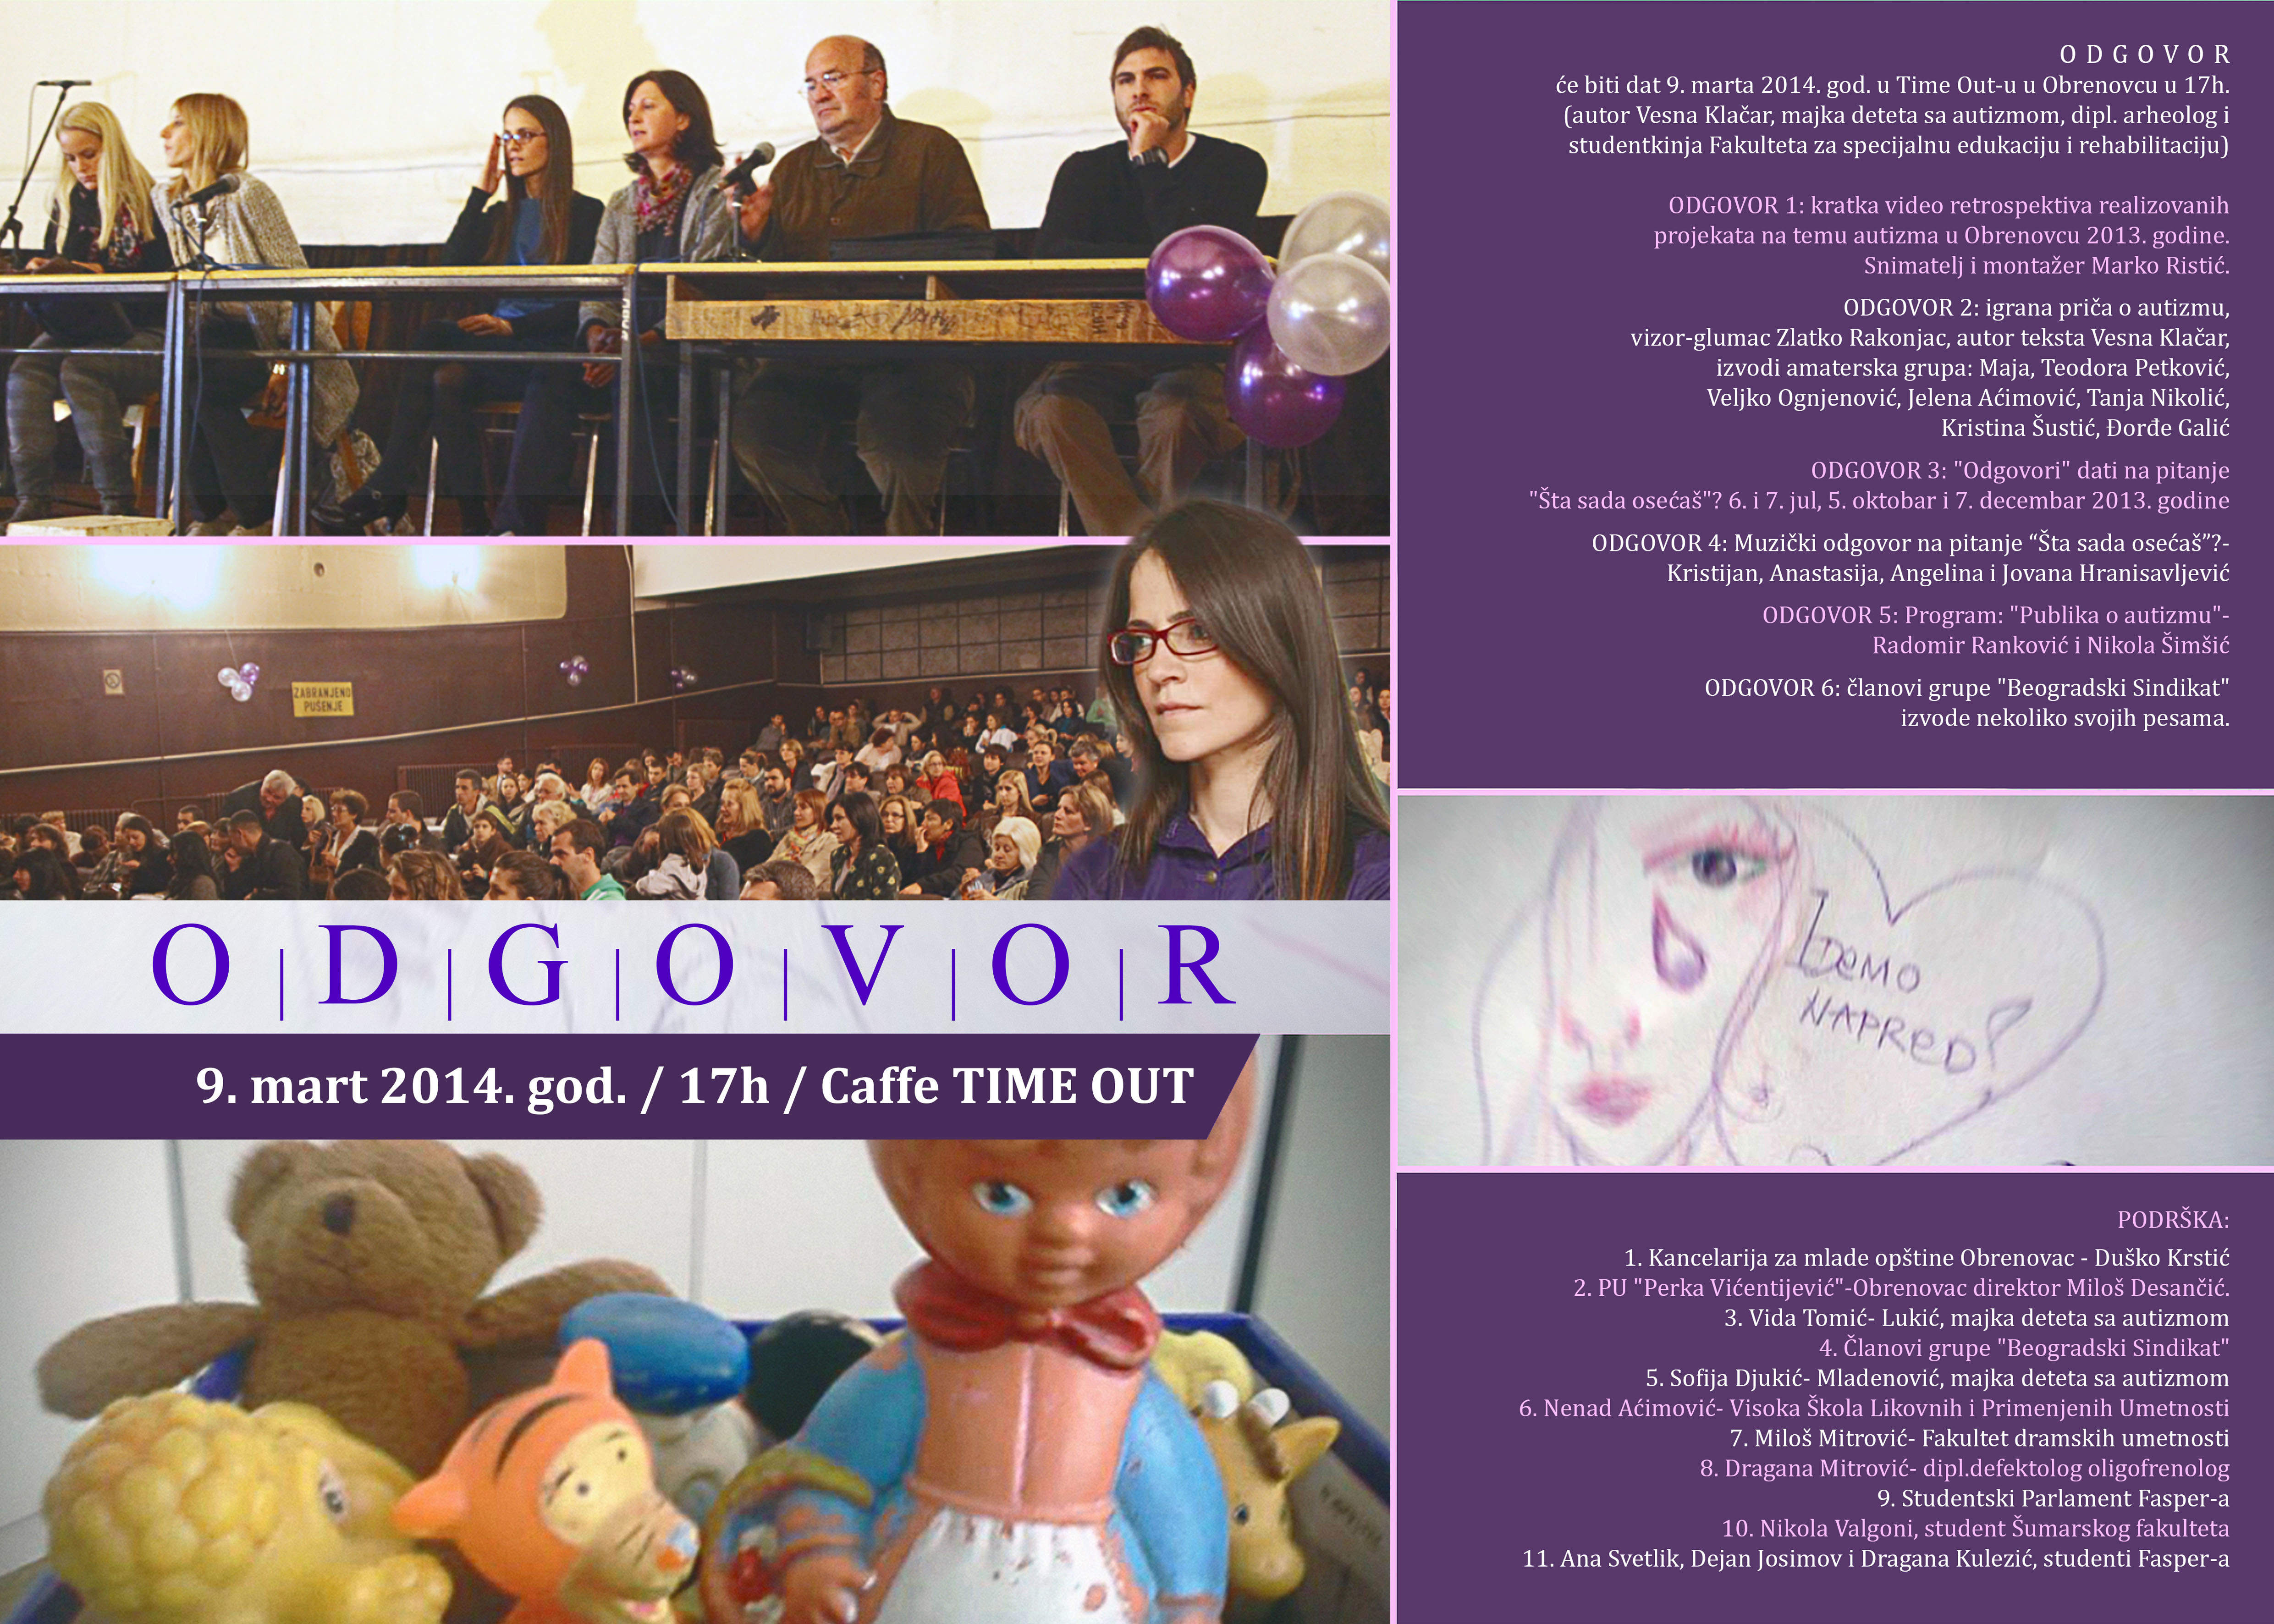 ZABRANJENO
PUŠENJE
O | D | G | O | V | O | R
9. mart 2014. god. / 17h / Caffe TIME OUT
O D G O V O R
će biti dat 9. marta 2014. god. u Time Out-u u Obrenovcu u 17h.
(autor Vesna Klačar, majka deteta sa autizmom, dipl. arheolog i
studentkinja Fakulteta za specijalnu edukaciju i rehabilitaciju)
ODGOVOR 1: kratka video retrospektiva realizovanih
projekata na temu autizma u Obrenovcu 2013. godine.
Snimatelj i montažer Marko Ristić.
ODGOVOR 2: igrana priča o autizmu,
vizor-glumac Zlatko Rakonjac, autor teksta Vesna Klačar,
izvodi amaterska grupa: Maja, Teodora Petković,
Veljko Ognjenović, Jelena Aćimović, Tanja Nikolić,
Kristina Šustić, Đorđe Galić
ODGOVOR 3: "Odgovori" dati na pitanje
"Šta sada osećaš"? 6. i 7. jul, 5. oktobar i 7. decembar 2013. godine
ODGOVOR 4: Muzički odgovor na pitanje “Šta sada osećaš”?-
Kristijan, Anastasija, Angelina i Jovana Hranisavljević
ODGOVOR 5: Program: "Publika o autizmu"-
Radomir Ranković i Nikola Šimšić
ODGOVOR 6: članovi grupe "Beogradski Sindikat"
izvode nekoliko svojih pesama.
IDEMO
NAPRED!
PODRŠKA:
1. Kancelarija za mlade opštine Obrenovac - Duško Krstić
2. PU "Perka Vićentijević"-Obrenovac direktor Miloš Desančić.
3. Vida Tomić- Lukić, majka deteta sa autizmom
4. Članovi grupe "Beogradski Sindikat"
5. Sofija Djukić- Mladenović, majka deteta sa autizmom
6. Nenad Aćimović- Visoka Škola Likovnih i Primenjenih Umetnosti
7. Miloš Mitrović- Fakultet dramskih umetnosti
8. Dragana Mitrović- dipl.defektolog oligofrenolog
9. Studentski Parlament Fasper-a
10. Nikola Valgoni, student Šumarskog fakulteta
11. Ana Svetlik, Dejan Josimov i Dragana Kulezić, studenti Fasper-a